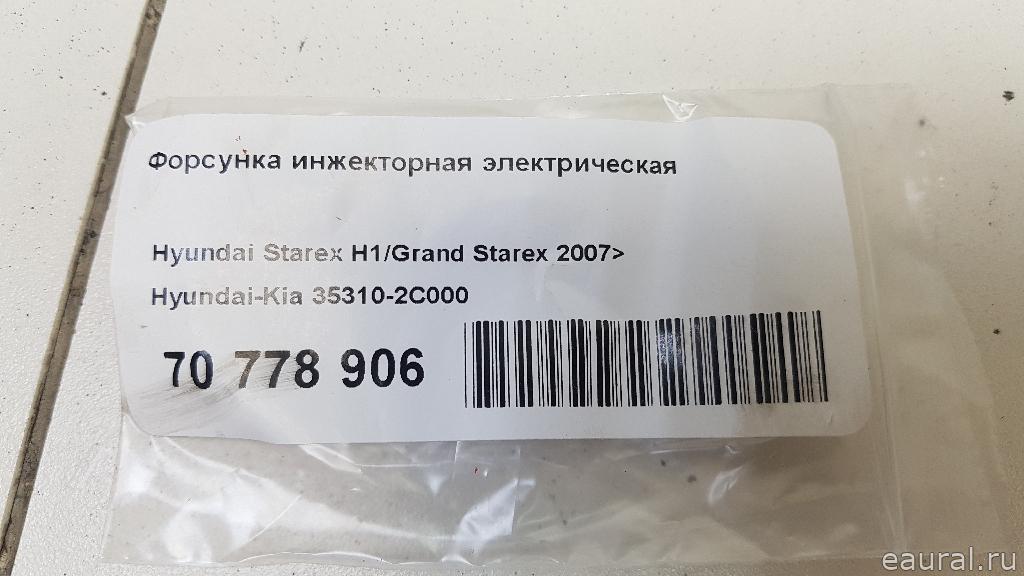 Форсунка инжекторная электрическая
Hyundai Starex H1/Grand Starex 2007>
Hyundai-Kia 35310-2C000
70 778 906
eaural.ru